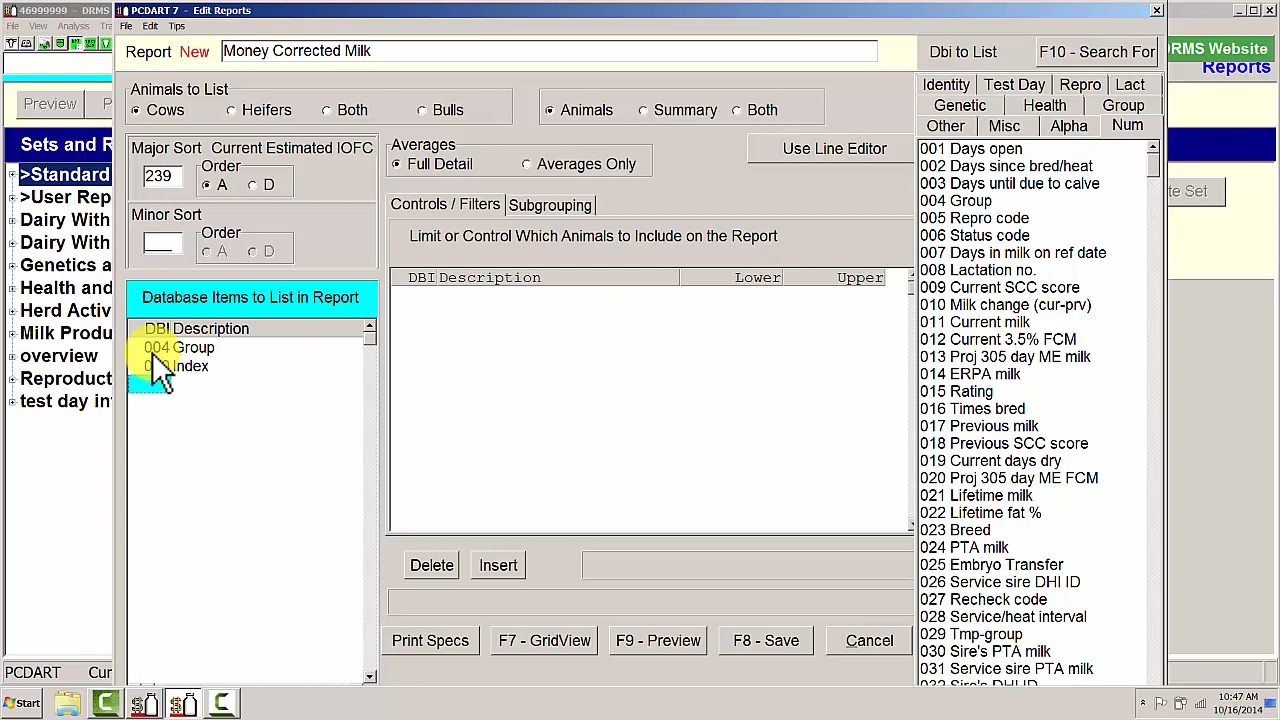 46999999 - DRMS
PCDART 7 - Edit Reports
File View Analysis
File Edit Tips
Report New Money Corrected Milk
Dbi to List F10 - Search For
DRMS Website
Reports
Animals to List
Cows Heifers Both Bulls
Animals Summary Both
Identity Test Day Repro Lact
Genetic Health Group
Other Misc Alpha Num
Preview
Major Sort Current Estimated IOFC
239 Order
A D
Averages
Full Detail Averages Only
Use Line Editor
Sets and R
>Standard
>User Rep
Dairy With
Dairy With
Genetics a
Health and
Herd Activ
Milk Produ
overview
Reproduct
test day in
te Set
Minor Sort
Order
A D
Controls / Filters Subgrouping
Limit or Control Which Animals to Include on the Report
DBI Description Lower Upper
Database Items to List in Report
DBI Description
004 Group
Index
001 Days open
002 Days since bred/heat
003 Days until due to calve
004 Group
005 Repro code
006 Status code
007 Days in milk on ref date
008 Lactation no.
009 Current SCC score
010 Milk change (cur-prv)
011 Current milk
012 Current 3.5% FCM
013 Proj 305 day ME milk
014 ERPA milk
015 Rating
016 Times bred
017 Previous milk
018 Previous SCC score
019 Current days dry
020 Proj 305 day ME FCM
021 Lifetime milk
022 Lifetime fat %
023 Breed
024 PTA milk
025 Embryo Transfer
026 Service sire DHI ID
027 Recheck code
028 Service/heat interval
029 Tmp-group
030 Sire's PTA milk
031 Service sire PTA milk
032 Sire's DHI ID
Delete Insert
Print Specs F7 - GridView F9 - Preview F8 - Save Cancel
PCDART Cur
Start
10:47 AM
10/16/2014